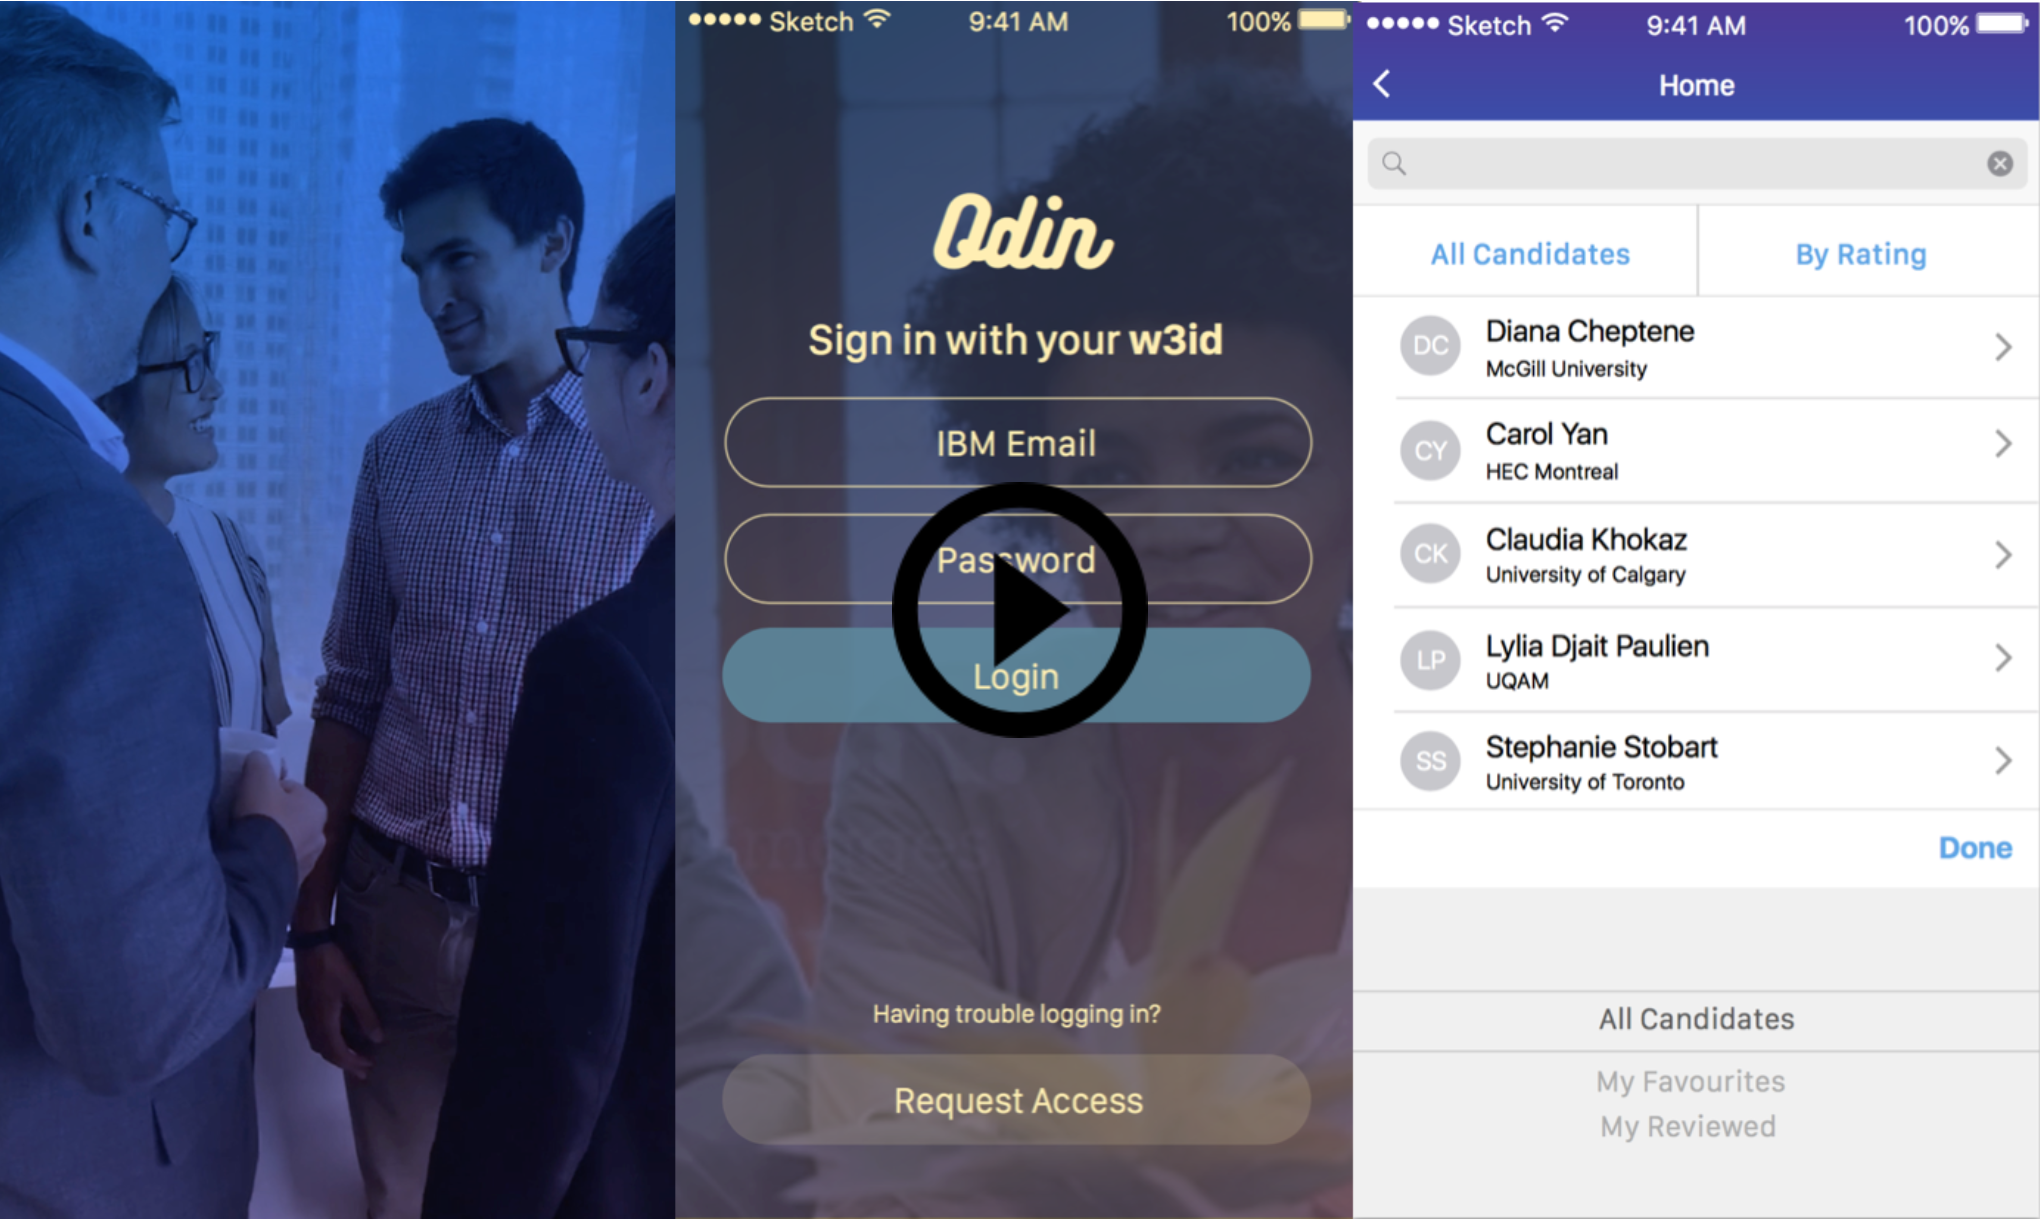 Sketch 9:41 AM 100%
Odin
Sign in with your w3id
IBM Email
Password
Login
Having trouble logging in?
Request Access
Sketch 9:41 AM 100%
Home
All Candidates By Rating
DC Diana Cheptene
McGill University
CY Carol Yan
HEC Montreal
CK Claudia Khokaz
University of Calgary
LP Lylia Djait Paulien
UQAM
SS Stephanie Stobart
University of Toronto
Done
All Candidates
My Favourites
My Reviewed